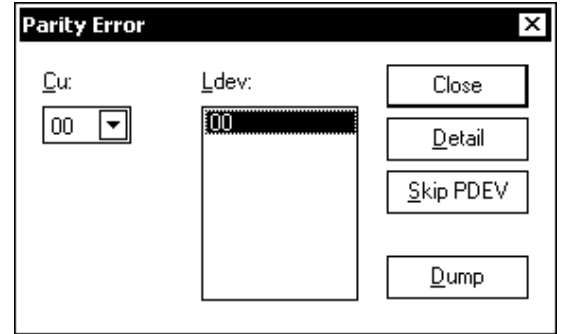 Parity Error
Cu:
00
Ldev:
00
Close
Detail
Skip PDEV
Dump